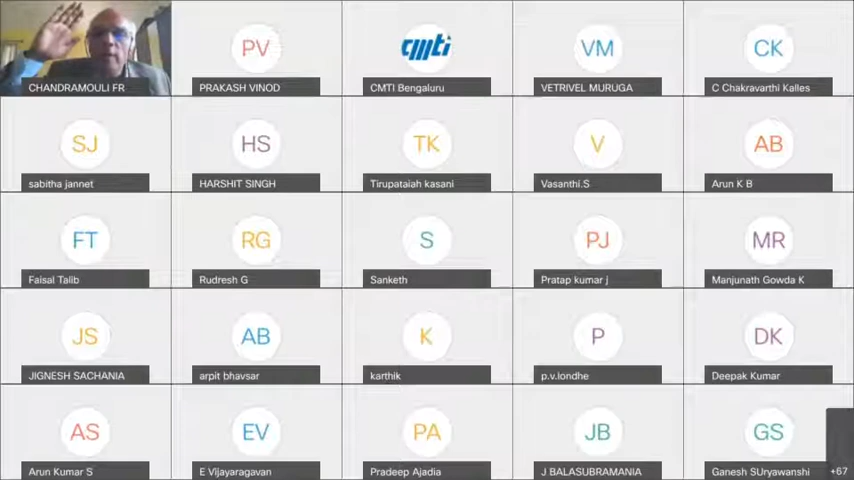 CHANDRAMOULI FR
PV
PRAKASH VINOD
cmti
CMTI Bengaluru
VM
VETRIVEL MURUGA
CK
C Chakravarthi Kalles
SJ
sabitha jannet
HS
HARSHIT SINGH
TK
Tirupataiah kasani
V
Vasanthi.S
AB
Arun K B
FT
Faisal Talib
RG
Rudresh G
S
Sanketh
PJ
Pratap kumar j
MR
Manjunath Gowda K
JS
JIGNESH SACHANIA
AB
arpit bhavsar
K
karthik
P
p.v.londhe
DK
Deepak Kumar
AS
Arun Kumar S
EV
E Vijayaragavan
PA
Pradeep Ajadia
JB
J BALASUBRAMANIA
GS
Ganesh SUryawanshi
+67